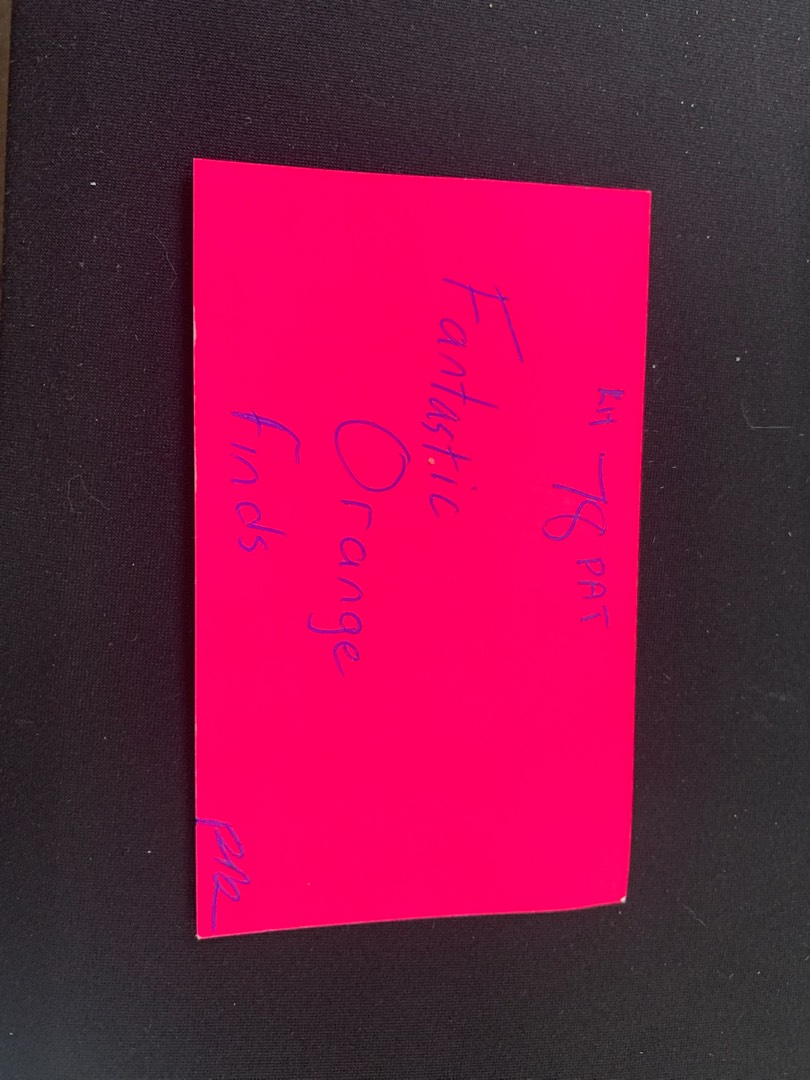 78 PAT
Fantastic
Orange
finds